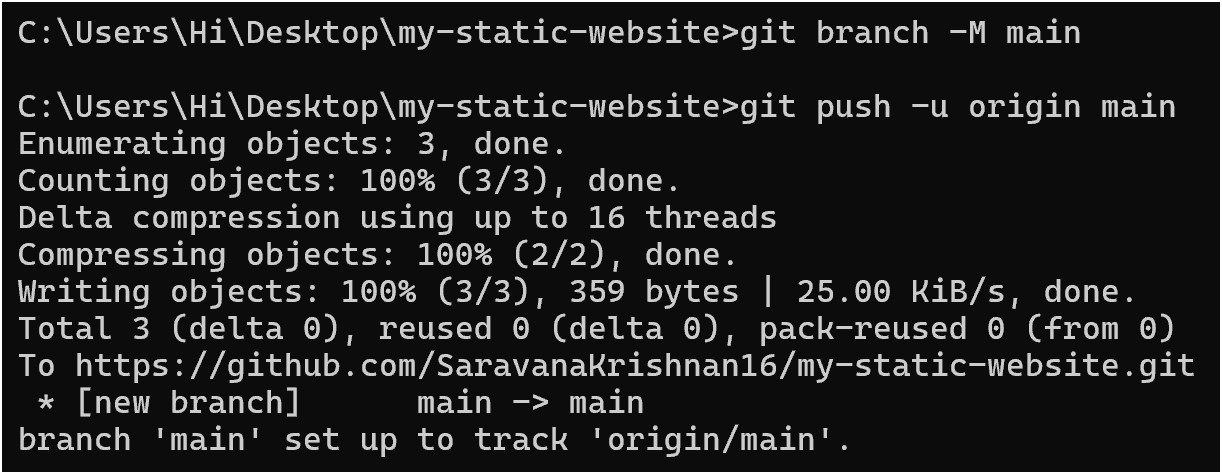 C:\Users\Hi\Desktop\my-static-website>git branch -M main
C:\Users\Hi\Desktop\my-static-website>git push -u origin main
Enumerating objects: 3, done.
Counting objects: 100% (3/3), done.
Delta compression using up to 16 threads
Compressing objects: 100% (2/2), done.
Writing objects: 100% (3/3), 359 bytes | 25.00 KiB/s, done.
Total 3 (delta 0), reused 0 (delta 0), pack-reused 0 (from 0)
To https://github.com/SaravanaKrishnan16/my-static-website.git
 * [new branch]      main -> main
branch 'main' set up to track 'origin/main'.